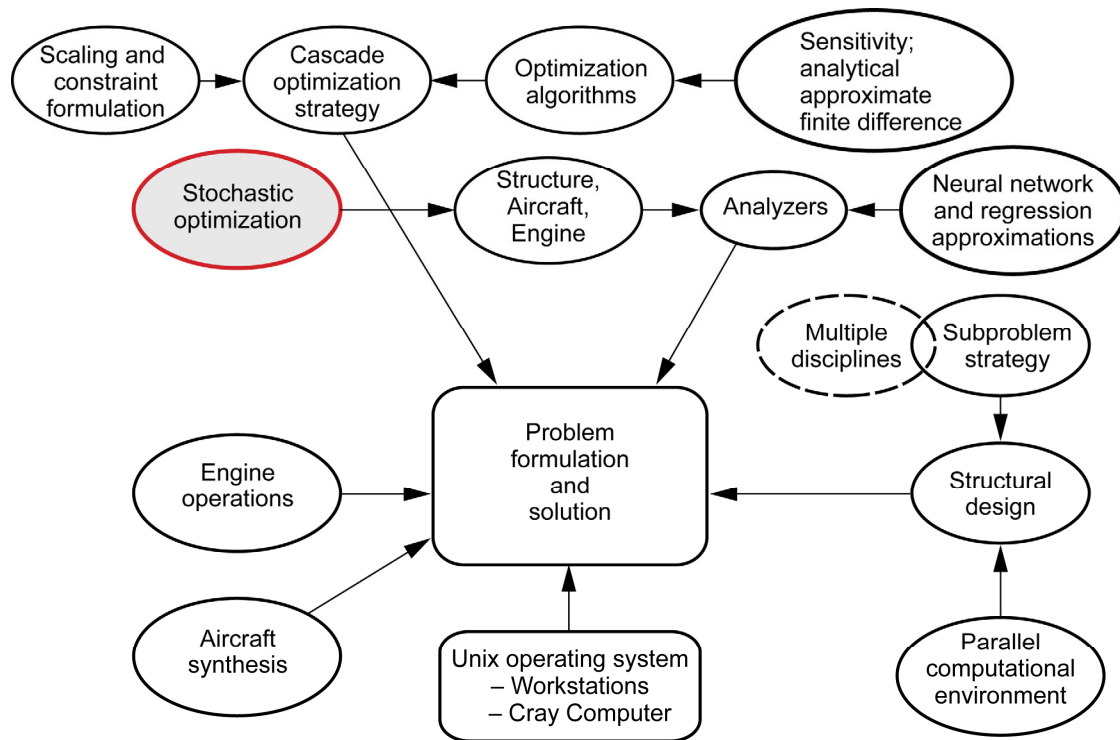 Scaling and
constraint
formulation
Cascade
optimization
strategy
Optimization
algorithms
Sensitivity;
analytical
approximate
finite difference
Stochastic
optimization
Structure,
Aircraft,
Engine
Analyzers
Neural network
and regression
approximations
Multiple
disciplines
Subproblem
strategy
Problem
formulation
and
solution
Engine
operations
Structural
design
Aircraft
synthesis
Unix operating system
– Workstations
– Cray Computer
Parallel
computational
environment